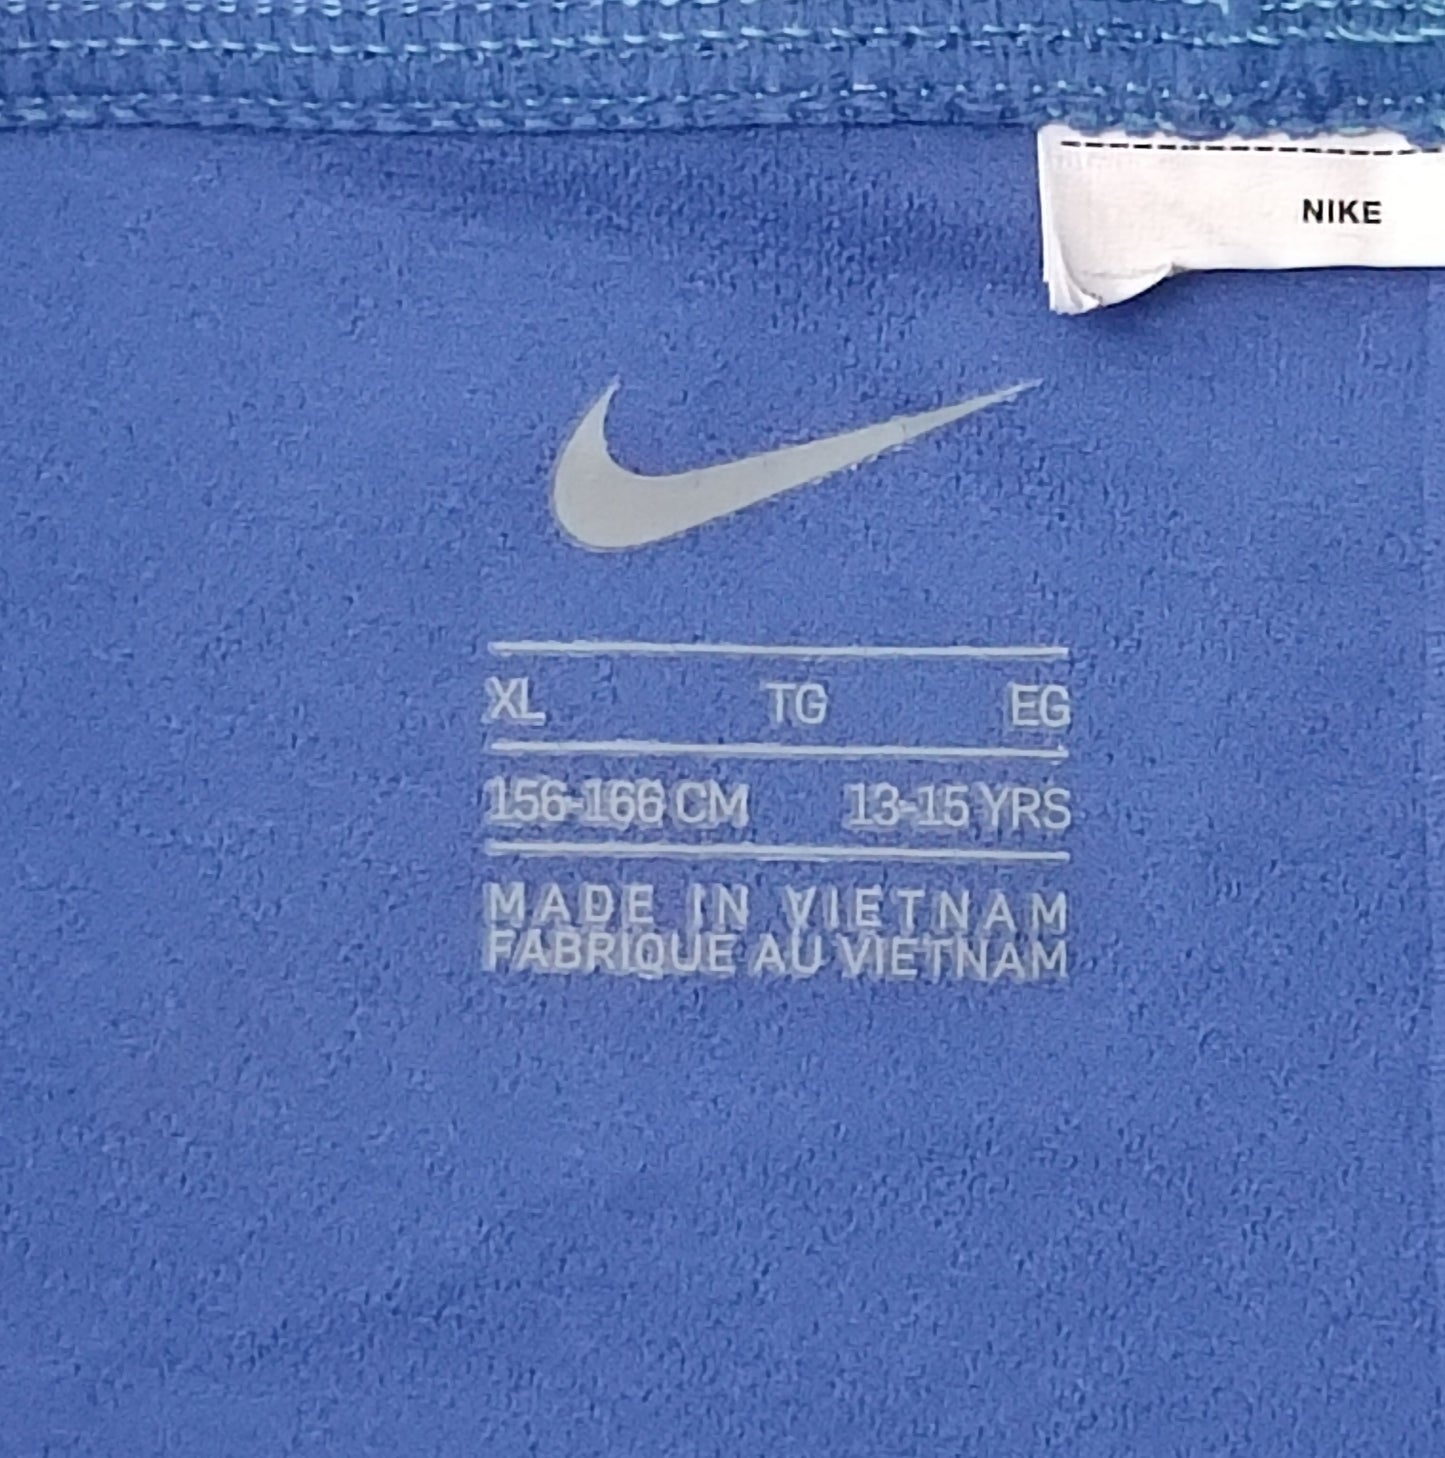 NIKE
XL TG EG
156-166 CM 13-15 YRS
MADE IN VIETNAM
FABRIQUE AU VIETNAM